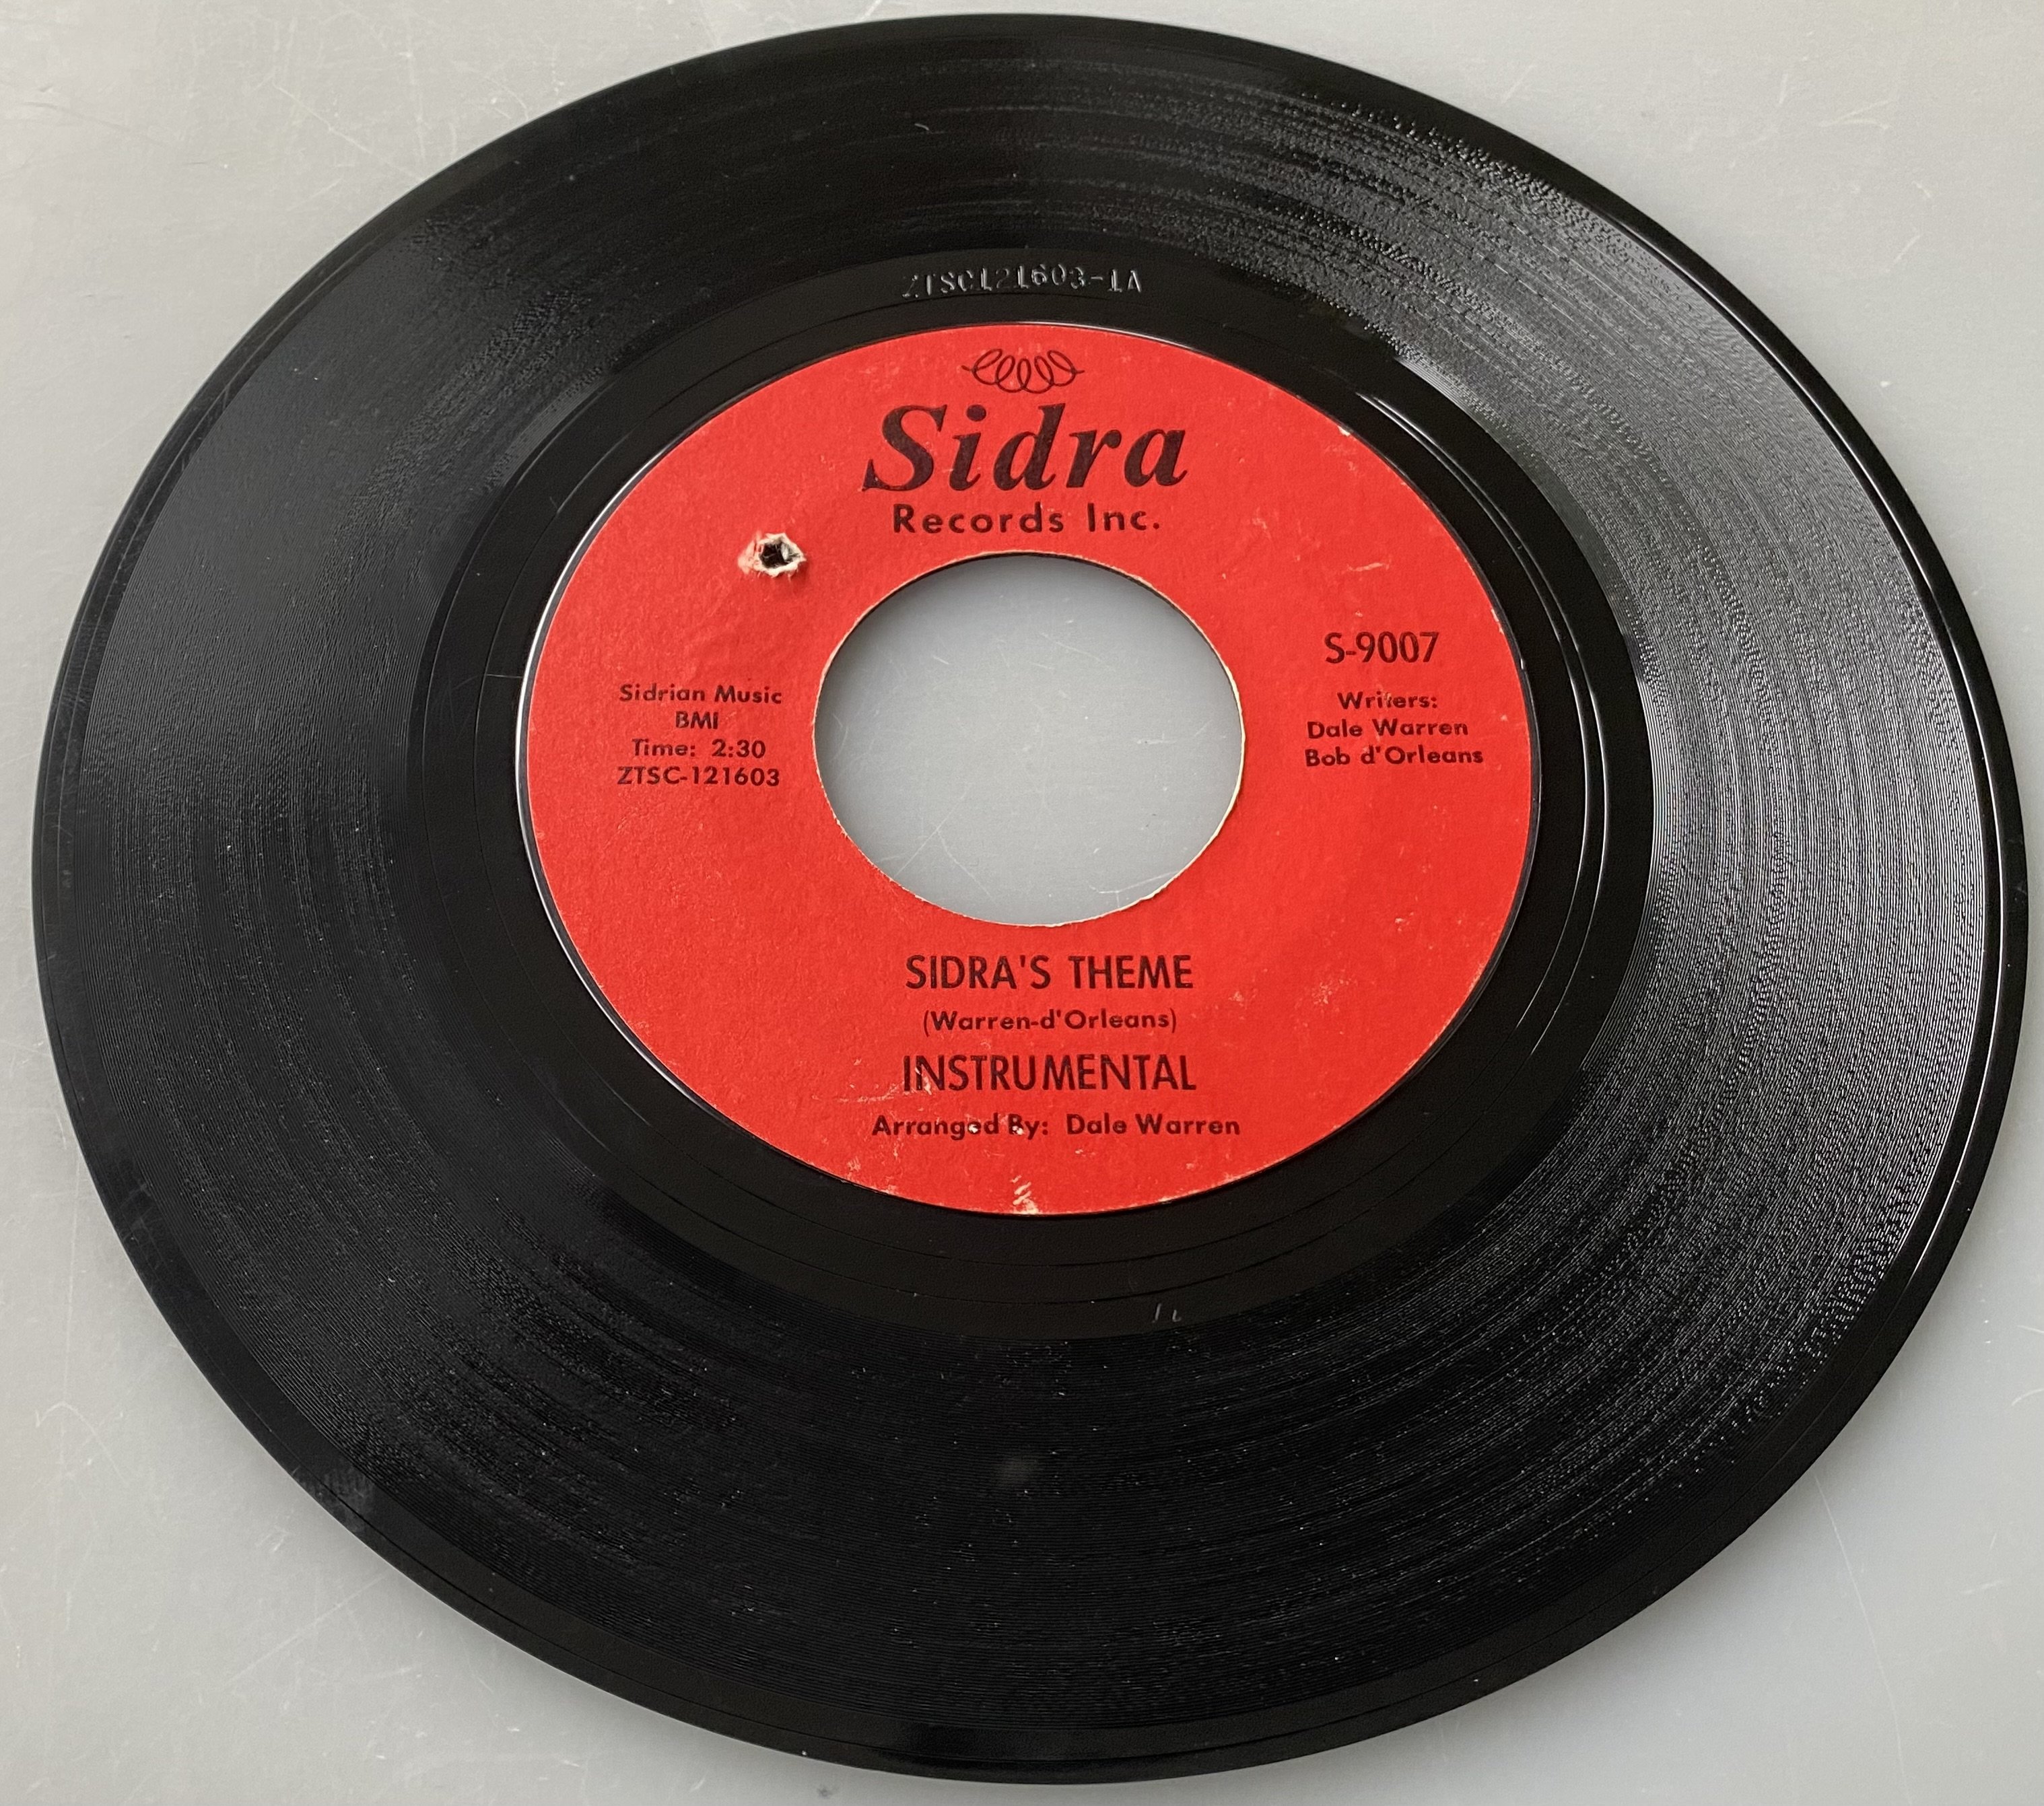 ZTSC121603-1A
Sidra
Records Inc.
S-9007
Sidrian Music
BMI
Time: 2:30
ZTSC-121603
Writers:
Dale Warren
Bob d'Orleans
SIDRA'S THEME
(Warren-d'Orleans)
INSTRUMENTAL
Arranged By: Dale Warren